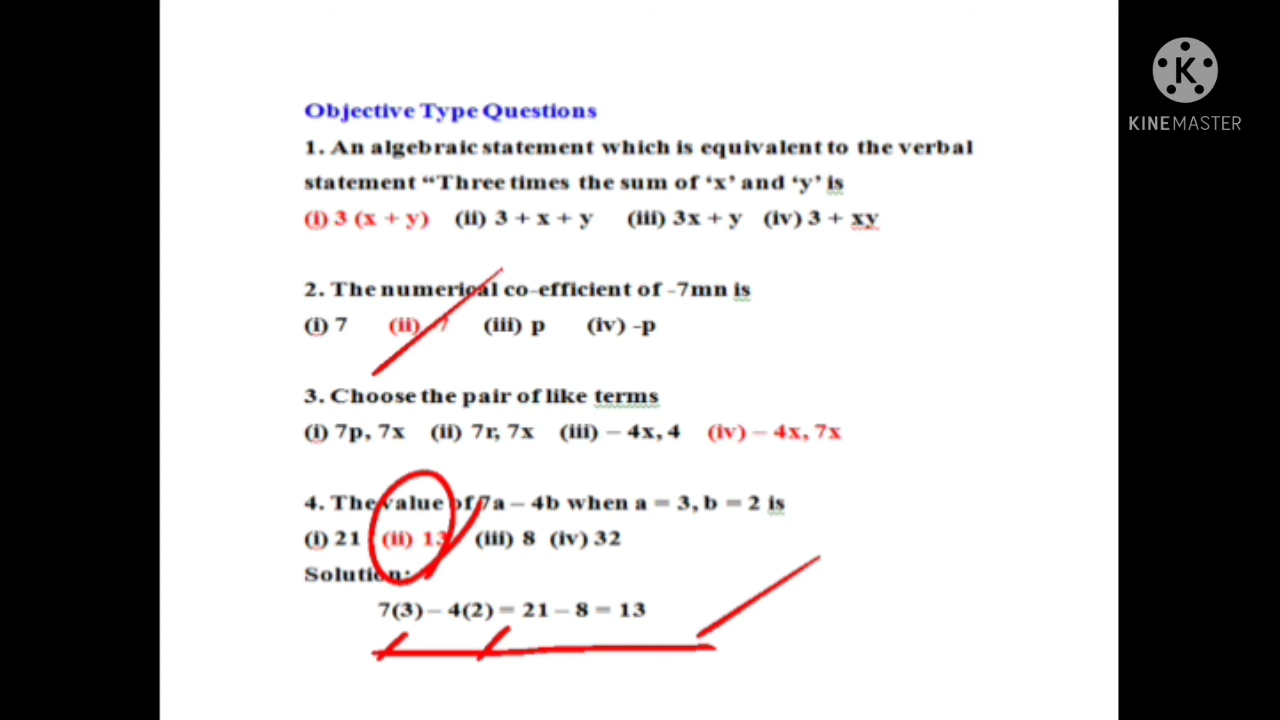 Objective Type Questions
1. An algebraic statement which is equivalent to the verbal
statement “Three times the sum of ‘x’ and ‘y’ is
(i) 3 (x + y) (ii) 3 + x + y (iii) 3x + y (iv) 3 + xy
2. The numerical co-efficient of -7mn is
(i) 7 (ii) -7 (iii) p (iv) -p
3. Choose the pair of like terms
(i) 7p, 7x (ii) 7r, 7x (iii) – 4x, 4 (iv) – 4x, 7x
4. The value of 7a – 4b when a = 3, b = 2 is
(i) 21 (ii) 13 (iii) 8 (iv) 32
Solution:
7(3) – 4(2) = 21 – 8 = 13
K
KINEMASTER